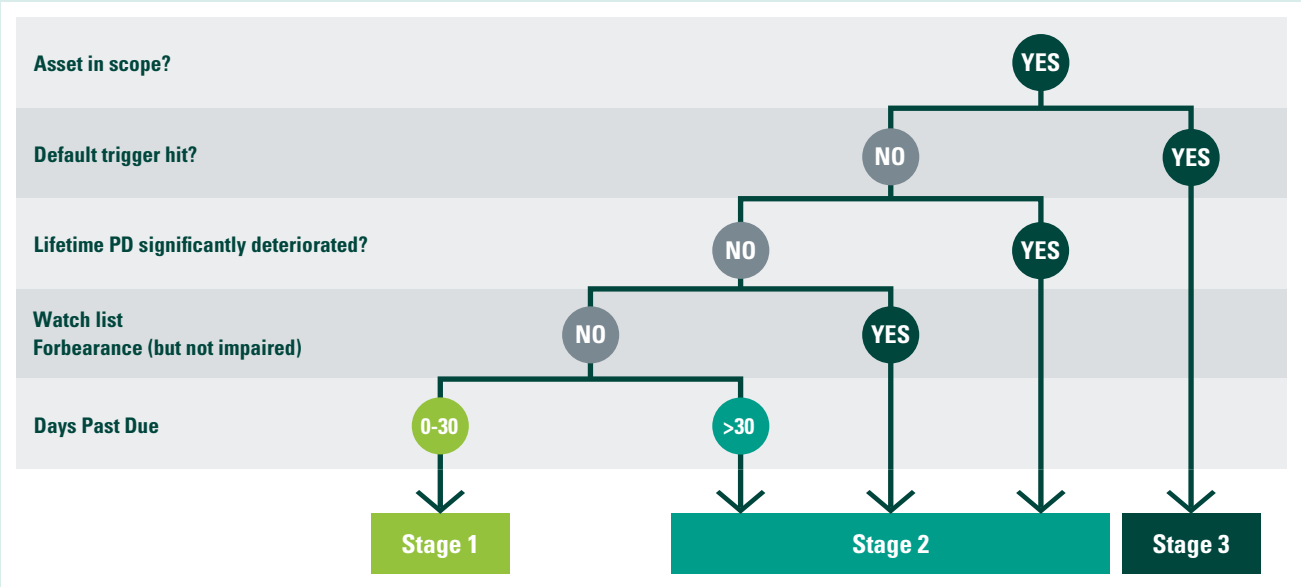 Asset in scope?
YES
Default trigger hit?
NO
YES
Lifetime PD significantly deteriorated?
NO
YES
Watch list
Forbearance (but not impaired)
NO
YES
Days Past Due
0-30
>30
Stage 1
Stage 2
Stage 3